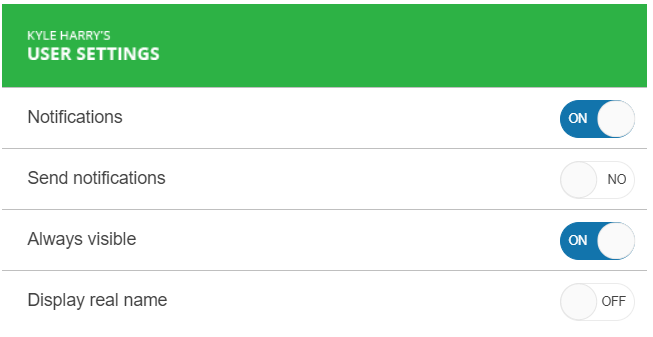 KYLE HARRY'S
USER SETTINGS
Notifications ON
Send notifications NO
Always visible ON
Display real name OFF